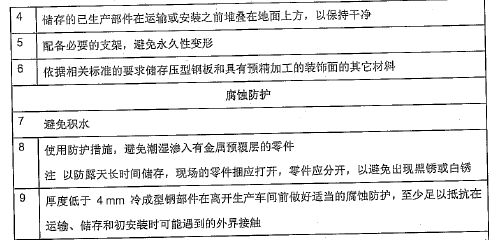 4 储存的已生产部件在运输或安装之前堆叠在地面上方，以保持干净
5 配备必要的支架，避免永久性变形
6 依据相关标准的要求储存压型钢板和具有预精加工的装饰面的其它材料
腐蚀防护
7 避免积水
8 使用防护措施，避免潮湿渗入有金属预覆层的零件
注 以防露天长时间储存，现场的零件捆应打开，零件应分开，以避免出现黑锈或白锈
9 厚度低于 4 mm 冷成型钢部件在离开生产车间前做好适当的腐蚀防护，至少足以抵抗在
运输、储存和初安装时可能遇到的外界接触